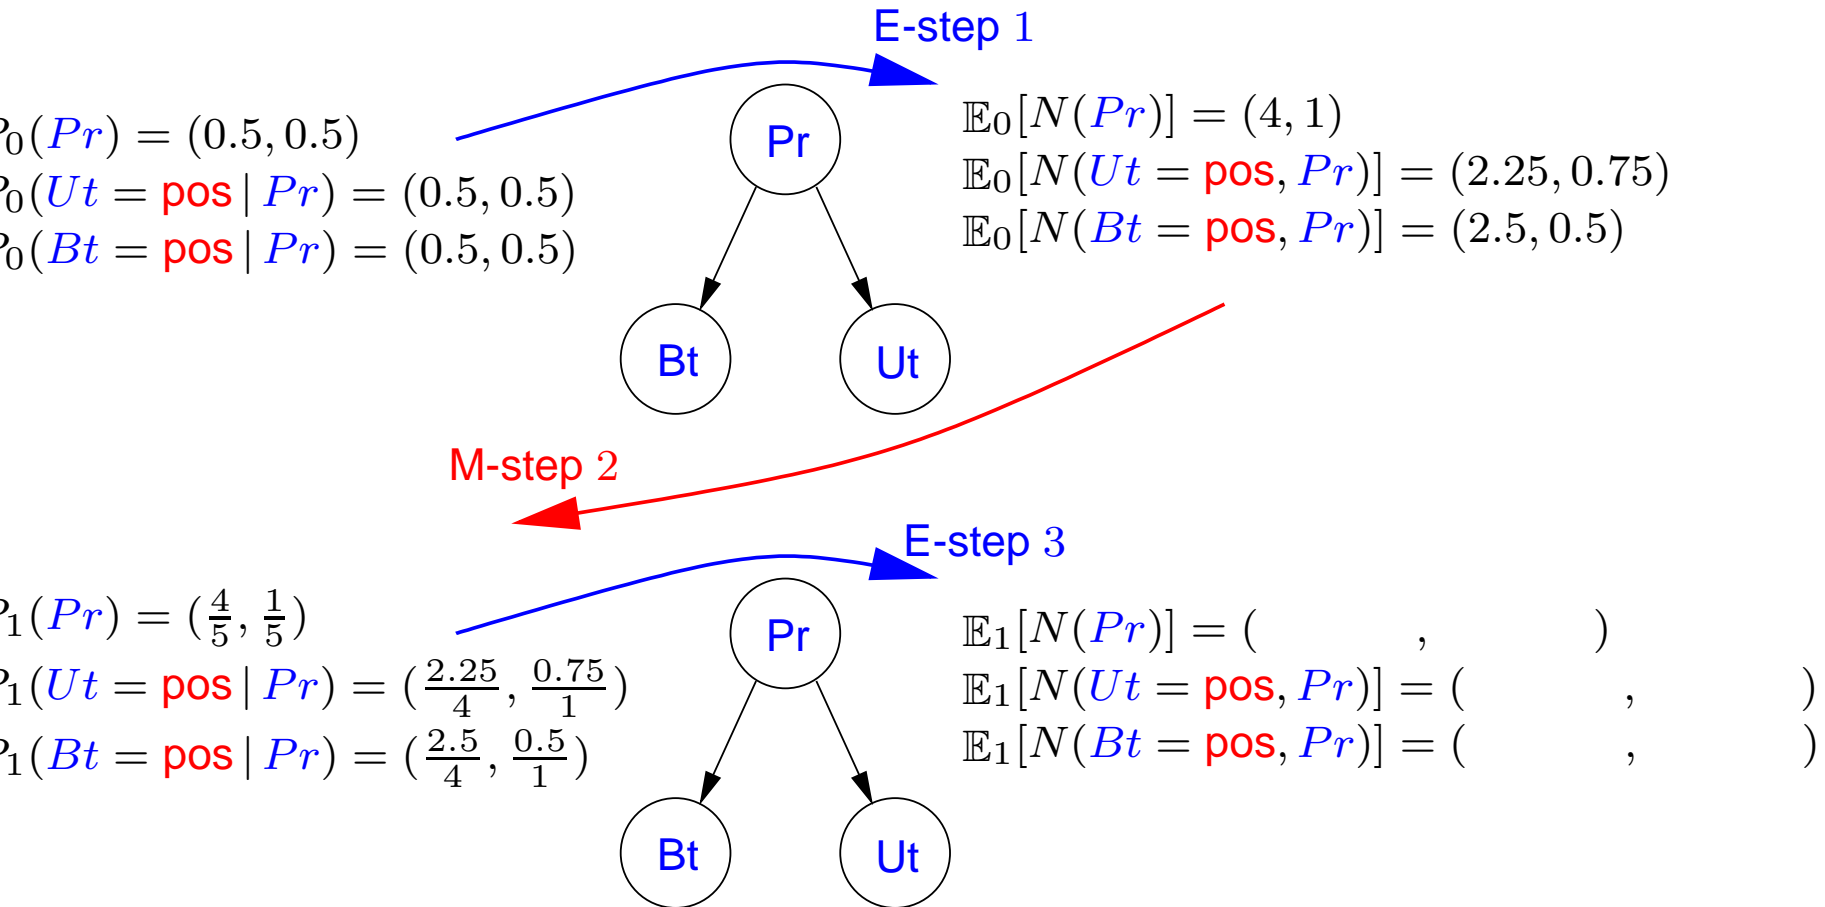 E-step 1
P₀(Pr) = (0.5, 0.5)
P₀(Ut = pos | Pr) = (0.5, 0.5)
P₀(Bt = pos | Pr) = (0.5, 0.5)
Pr
Bt
Ut
𝔼₀[N(Pr)] = (4, 1)
𝔼₀[N(Ut = pos, Pr)] = (2.25, 0.75)
𝔼₀[N(Bt = pos, Pr)] = (2.5, 0.5)
M-step 2
E-step 3
P₁(Pr) = (4/5, 1/5)
P₁(Ut = pos | Pr) = (2.25/4, 0.75/1)
P₁(Bt = pos | Pr) = (2.5/4, 0.5/1)
Pr
Bt
Ut
𝔼₁[N(Pr)] = ( , )
𝔼₁[N(Ut = pos, Pr)] = ( , )
𝔼₁[N(Bt = pos, Pr)] = ( , )